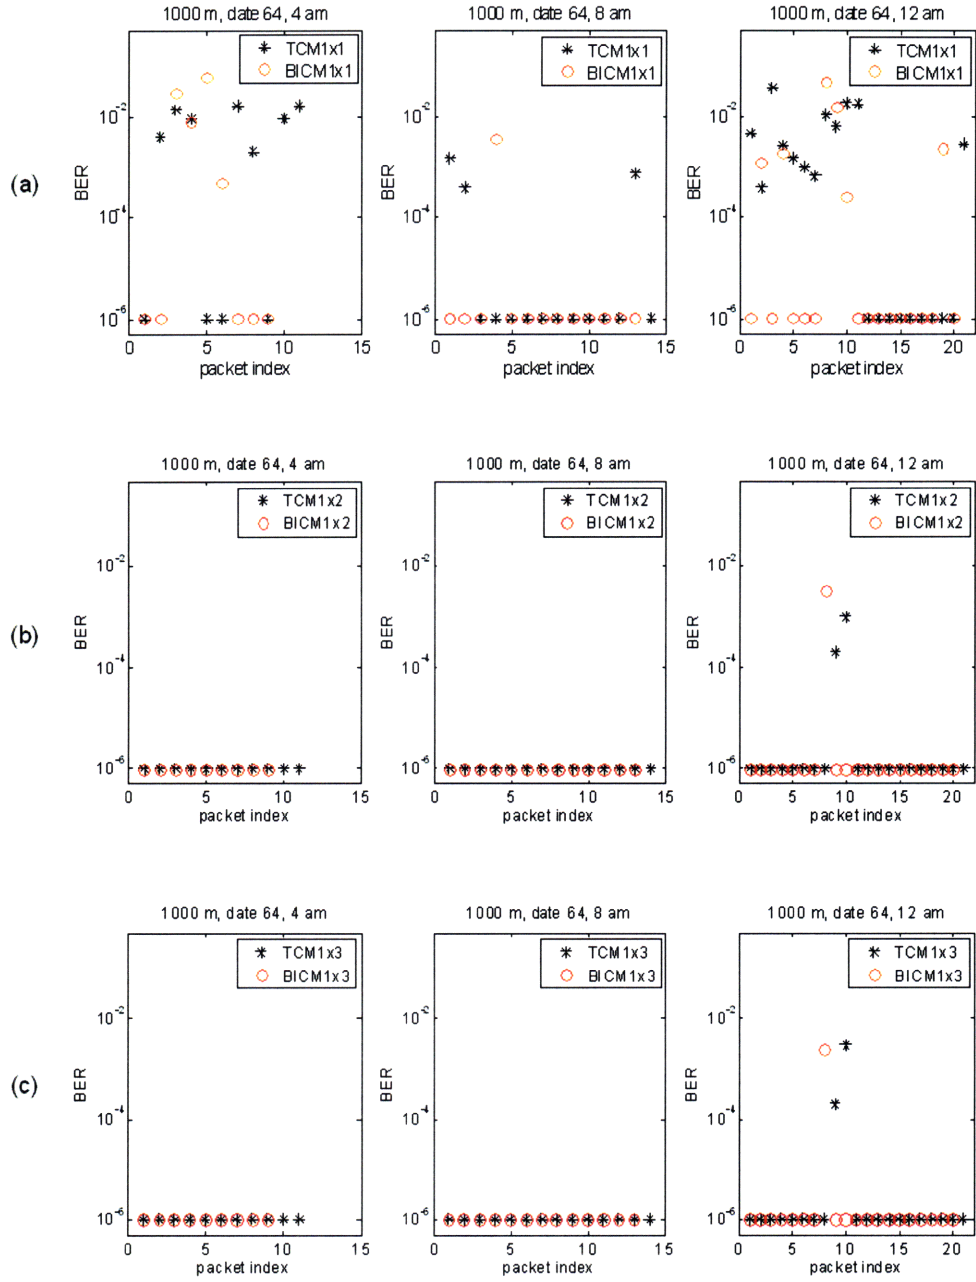 1000 m, date 64, 4 am
TCM1x1
BICM1x1
10^-2
10^-4
10^-6
BER
0 5 10 15
packet index
1000 m, date 64, 8 am
TCM1x1
BICM1x1
10^-2
10^-4
10^-6
BER
0 5 10 15
packet index
1000 m, date 64, 12 am
TCM1x1
BICM1x1
10^-2
10^-4
10^-6
BER
0 5 10 15 20
packet index
(a)
1000 m, date 64, 4 am
TCM1x2
BICM1x2
10^-2
10^-4
10^-6
BER
0 5 10 15
packet index
1000 m, date 64, 8 am
TCM1x2
BICM1x2
10^-2
10^-4
10^-6
BER
0 5 10 15
packet index
1000 m, date 64, 12 am
TCM1x2
BICM1x2
10^-2
10^-4
10^-6
BER
0 5 10 15 20
packet index
(b)
1000 m, date 64, 4 am
TCM1x3
BICM1x3
10^-2
10^-4
10^-6
BER
0 5 10 15
packet index
1000 m, date 64, 8 am
TCM1x3
BICM1x3
10^-2
10^-4
10^-6
BER
0 5 10 15
packet index
1000 m, date 64, 12 am
TCM1x3
BICM1x3
10^-2
10^-4
10^-6
BER
0 5 10 15 20
packet index
(c)